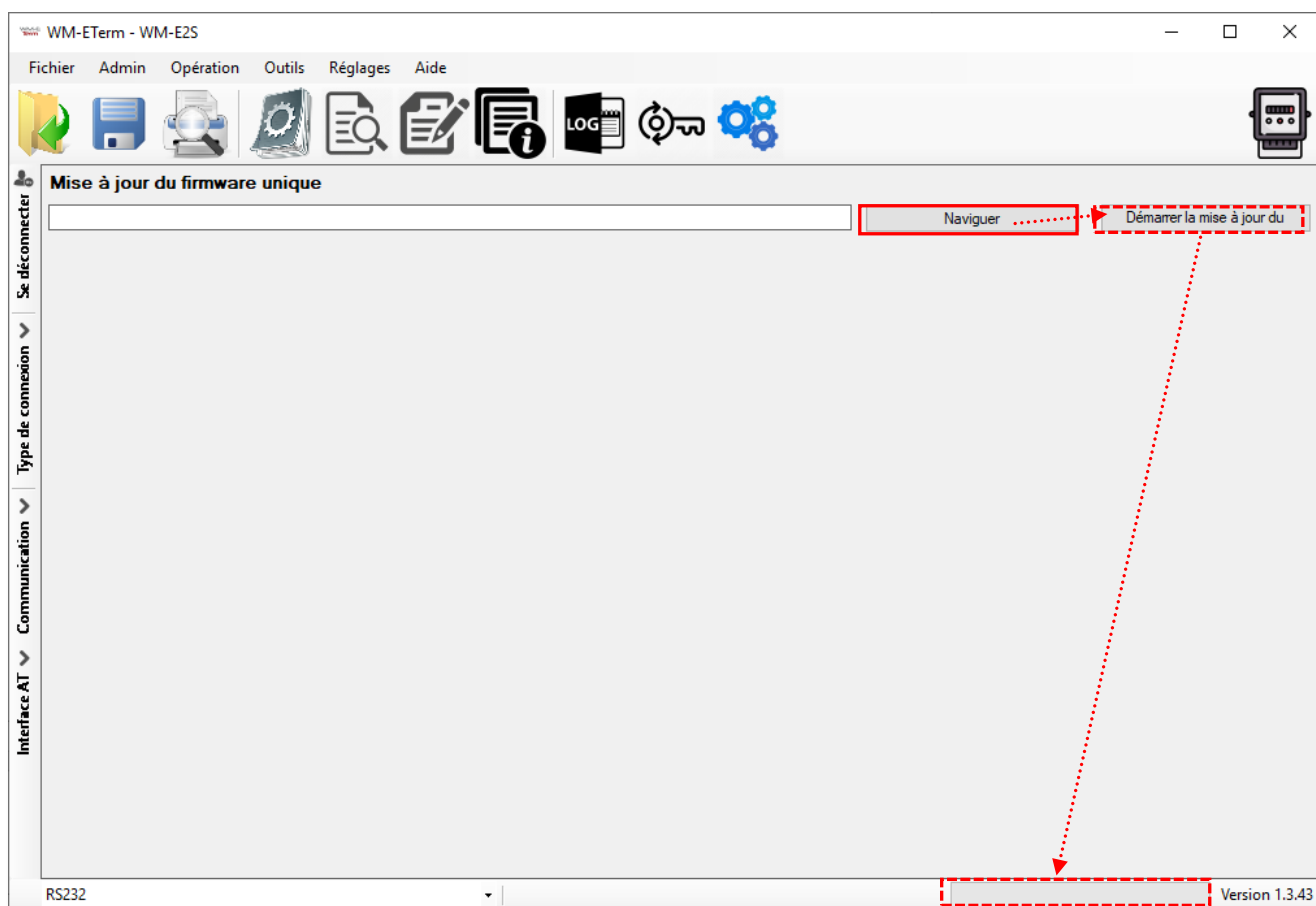 WM-ETerm - WM-E2S
Fichier Admin Opération Outils Réglages Aide
LOG
Mise à jour du firmware unique
Naviguer
Démarrer la mise à jour du
Se déconnecter
Type de connexion
Communication
Interface AT
RS232
Version 1.3.43